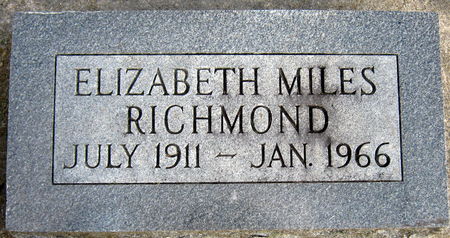 ELIZABETH MILES
RICHMOND
JULY 1911 ~ JAN. 1966